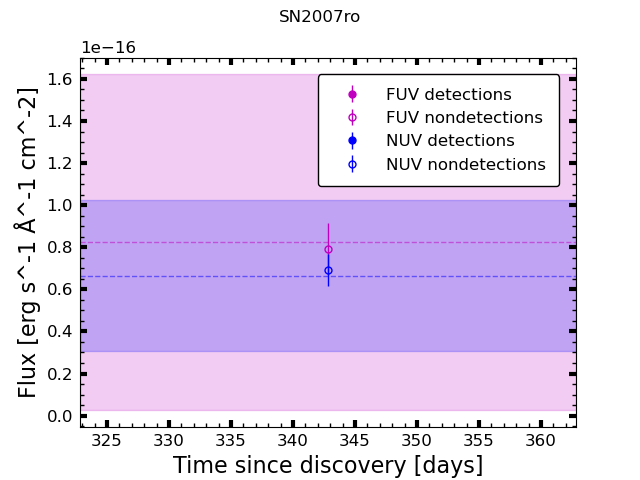 SN2007ro
1e−16
FUV detections
FUV nondetections
NUV detections
NUV nondetections
1.6
1.4
1.2
1.0
0.8
0.6
0.4
0.2
0.0
Flux [erg s^-1 Å^-1 cm^-2]
325 330 335 340 345 350 355 360
Time since discovery [days]